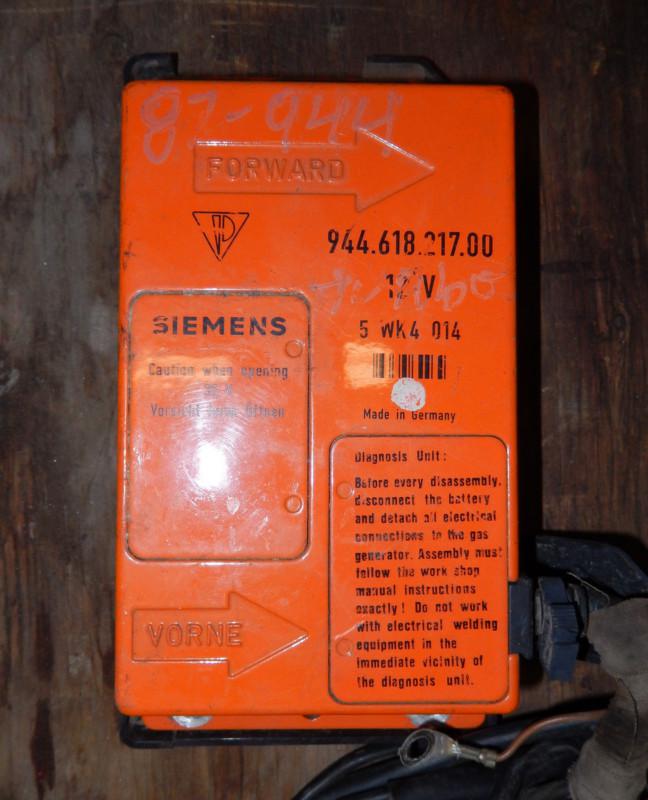 87-944
FORWARD
944.618.217.00
12 V
SIEMENS
5 WK4 014
Caution when opening
Vorsicht beim Öffnen
Made in Germany
Diagnosis Unit:
Before every disassembly,
disconnect the battery
and detach all electrical
connections to the gas
generator. Assembly must
follow the work shop
manual instructions
exactly! Do not work
with electrical welding
equipment in the
immediate vicinity of
the diagnosis unit.
VORNE